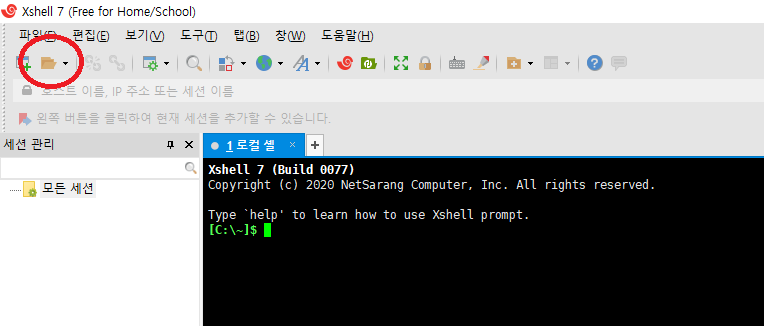 Xshell 7 (Free for Home/School)
파일(F) 편집(E) 보기(V) 도구(T) 탭(B) 창(W) 도움말(H)
호스트 이름, IP 주소 또는 세션 이름
왼쪽 버튼을 클릭하여 현재 세션을 추가할 수 있습니다.
세션 관리
1 로컬 셸 × +
모든 세션
Xshell 7 (Build 0077)
Copyright (c) 2020 NetSarang Computer, Inc. All rights reserved.
Type `help' to learn how to use Xshell prompt.
[C:\~]$